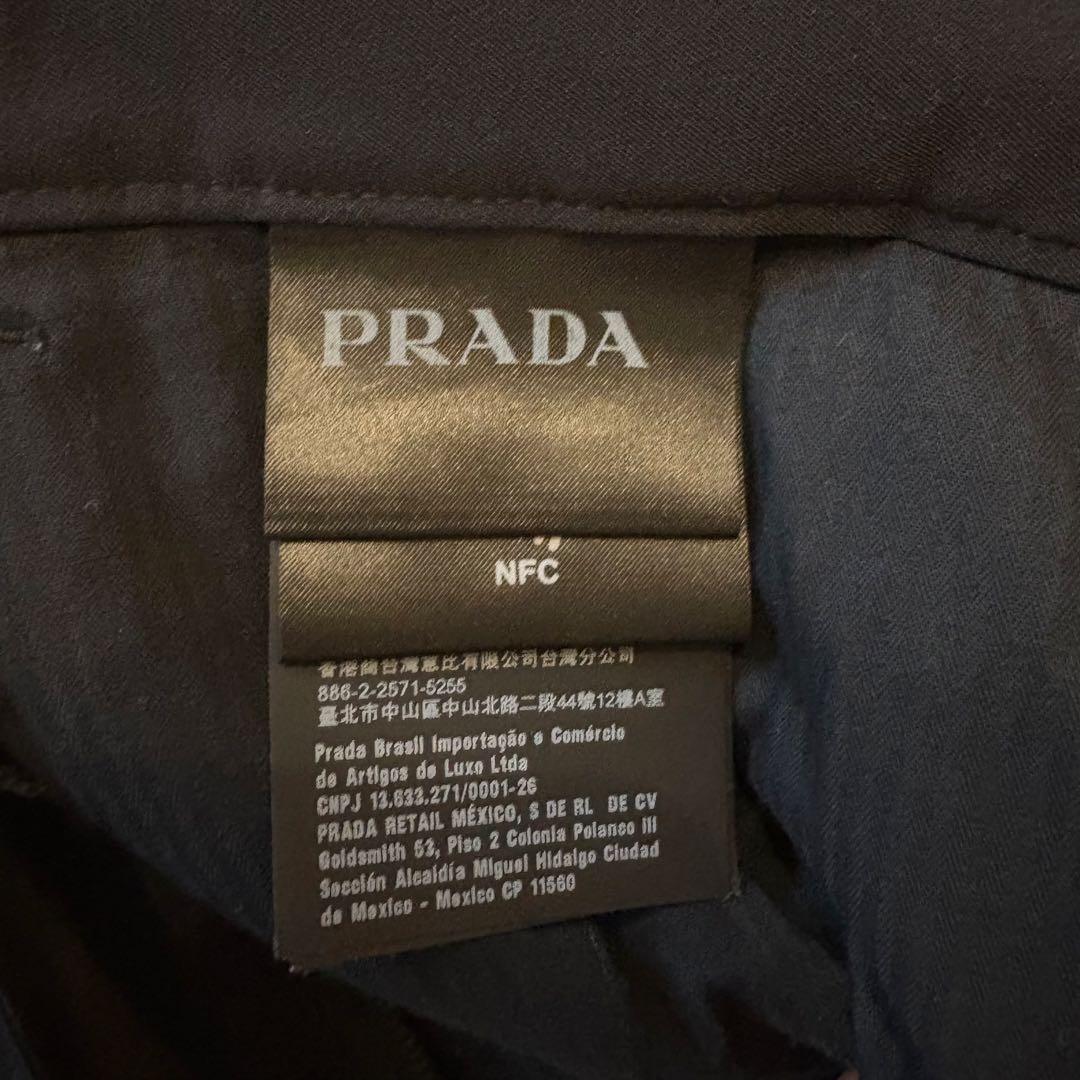 PRADA
NFC
香港商台灣意比有限公司台灣分公司
886-2-2571-5255
臺北市中山區中山北路二段44號12樓A室
Prada Brasil Importação e Comércio
de Artigos de Luxo Ltda
CNPJ 13.633.271/0001-26
PRADA RETAIL MÉXICO, S DE RL DE CV
Goldsmith 53, Piso 2 Colonia Polanco III
Sección Alcaldía Miguel Hidalgo Ciudad
de Mexico - Mexico CP 11560